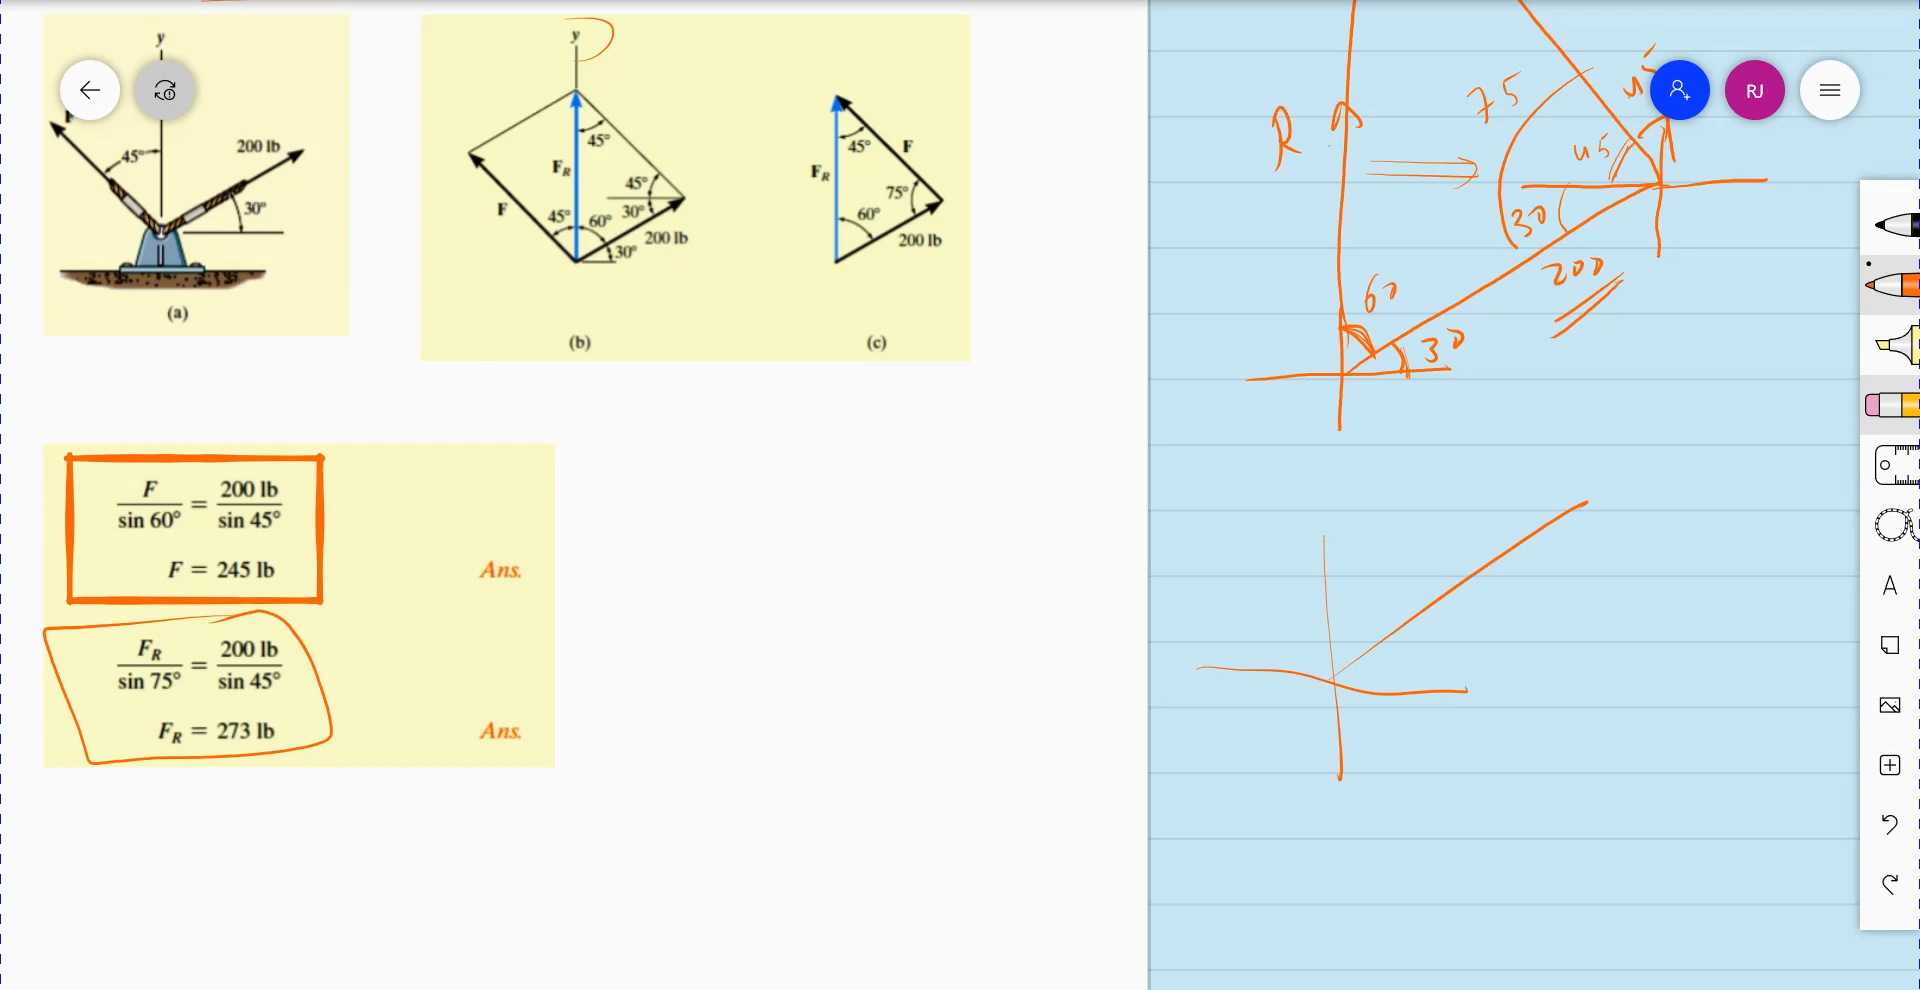 y
F
45°
200 lb
30°
(a)
y
45°
F_R
45°
F
45°
60°
30°
200 lb
30°
(b)
45°
F
F_R
75°
60°
200 lb
(c)
F / sin 60° = 200 lb / sin 45°
F = 245 lb
Ans.
F_R / sin 75° = 200 lb / sin 45°
F_R = 273 lb
Ans.
75
45
R
45
30
200
60
30
RJ
A